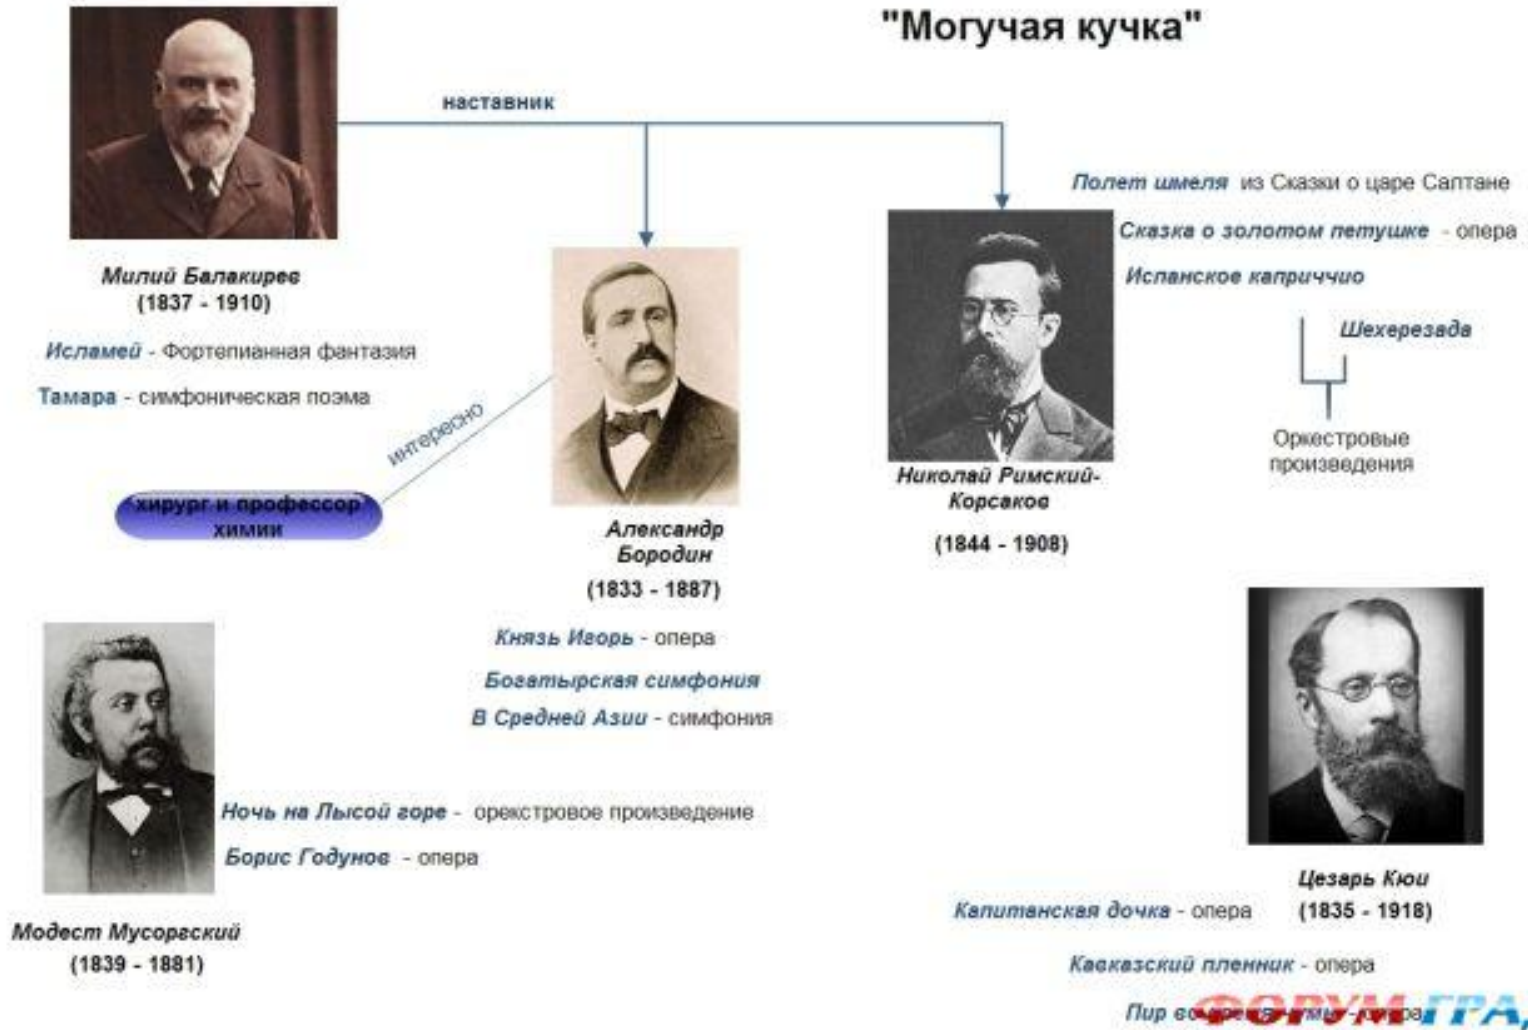 "Могучая кучка"
наставник
Милий Балакирев
(1837 - 1910)
Исламей - Фортепианная фантазия
Тамара - симфоническая поэма
интересно
хирург и профессор
химии
Александр
Бородин
(1833 - 1887)
Князь Игорь - опера
Богатырская симфония
В Средней Азии - симфония
Полет шмеля из Сказки о царе Салтане
Сказка о золотом петушке - опера
Испанское каприччио
Шехерезада
Оркестровые
произведения
Николай Римский-
Корсаков
(1844 - 1908)
Ночь на Лысой горе - орекстровое произведение
Борис Годунов - опера
Модест Мусоргский
(1839 - 1881)
Цезарь Кюи
(1835 - 1918)
Капитанская дочка - опера
Кавказский пленник - опера
Пир
ФОРУМ-ГРА